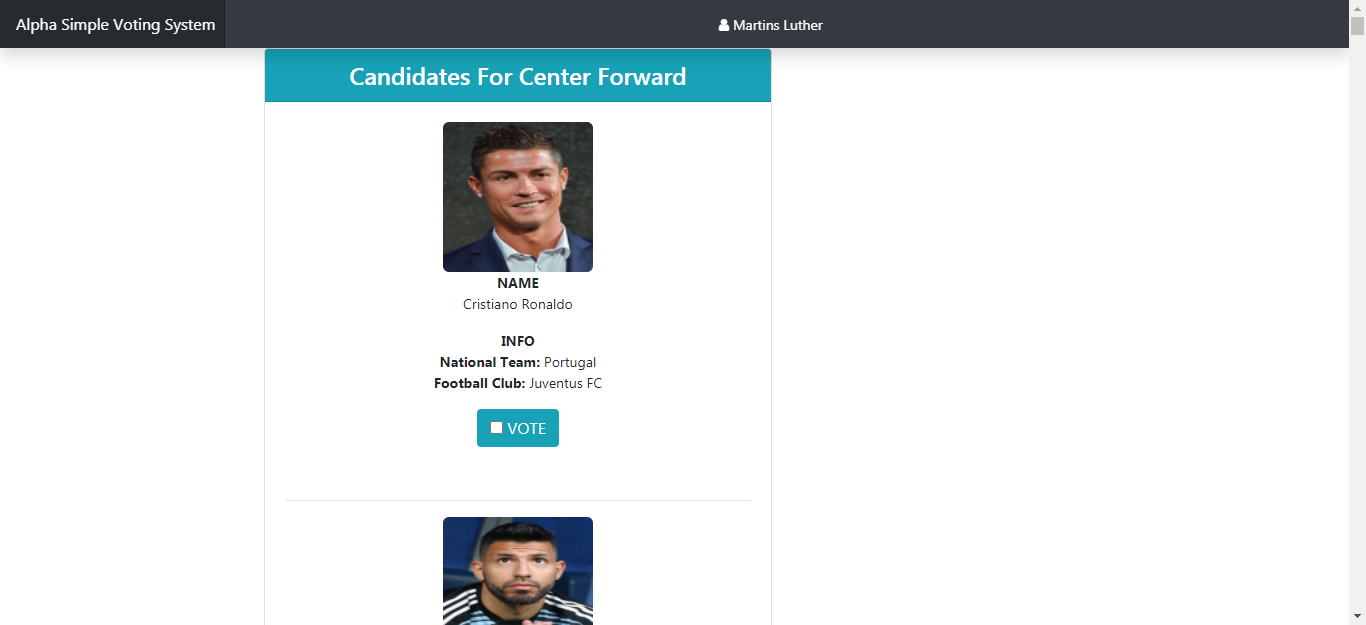 Alpha Simple Voting System
Martins Luther
Candidates For Center Forward
NAME
Cristiano Ronaldo
INFO
National Team: Portugal
Football Club: Juventus FC
VOTE